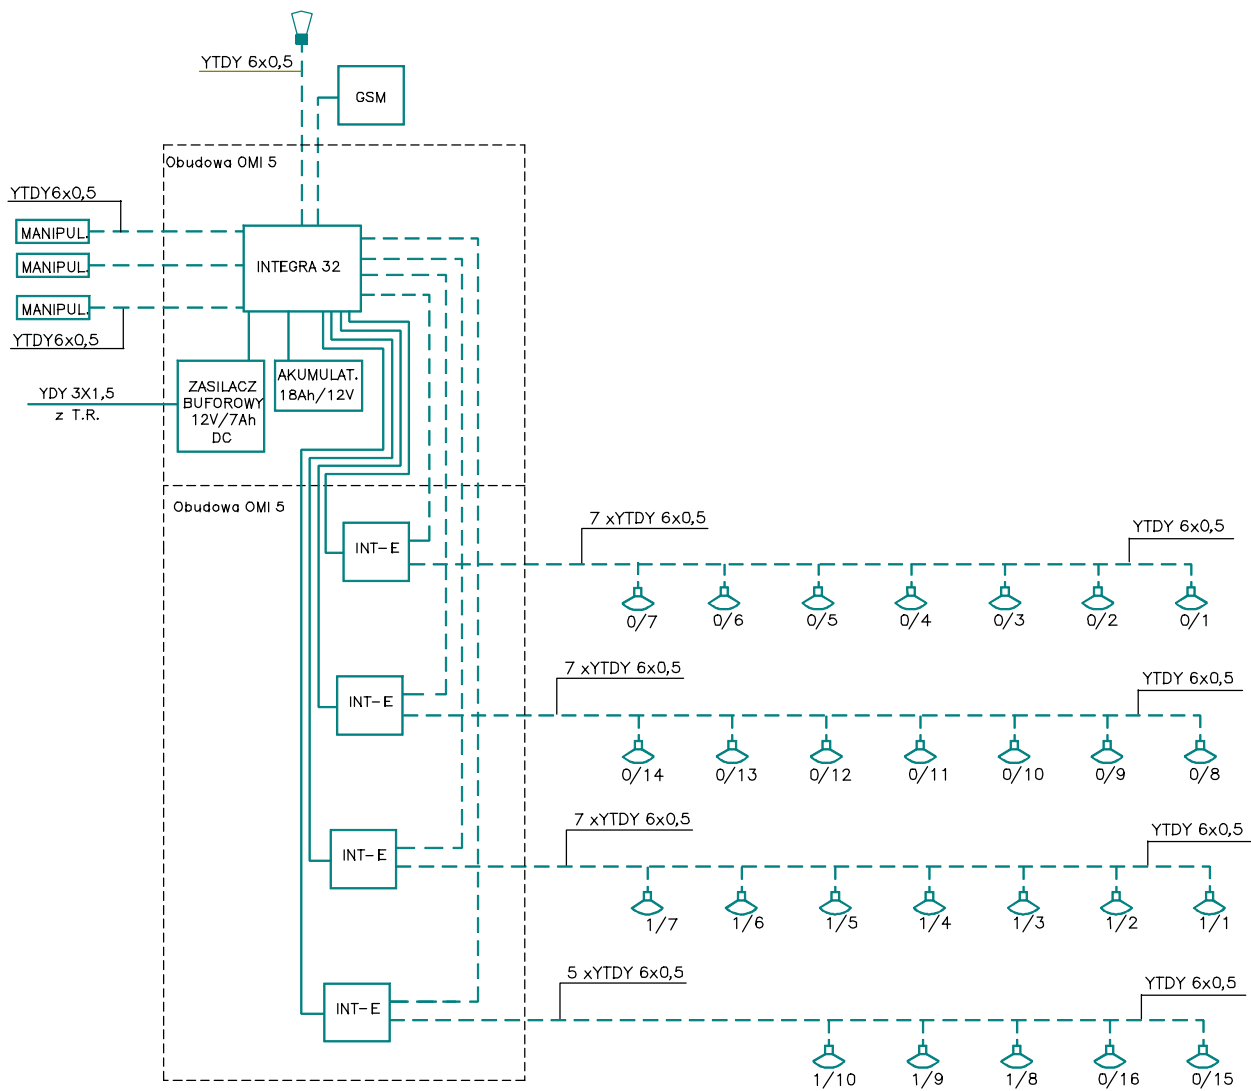 YTDY 6x0,5
GSM
Obudowa OMI 5
YTDY6x0,5
MANIPUL.
MANIPUL.
MANIPUL.
YTDY6x0,5
INTEGRA 32
YDY 3X1,5
z T.R.
ZASILACZ
BUFOROWY
12V/7Ah
DC
AKUMULAT.
18Ah/12V
Obudowa OMI 5
INT-E
7 xYTDY 6x0,5
YTDY 6x0,5
0/7
0/6
0/5
0/4
0/3
0/2
0/1
INT-E
7 xYTDY 6x0,5
YTDY 6x0,5
0/14
0/13
0/12
0/11
0/10
0/9
0/8
INT-E
7 xYTDY 6x0,5
YTDY 6x0,5
1/7
1/6
1/5
1/4
1/3
1/2
1/1
INT-E
5 xYTDY 6x0,5
YTDY 6x0,5
1/10
1/9
1/8
0/16
0/15